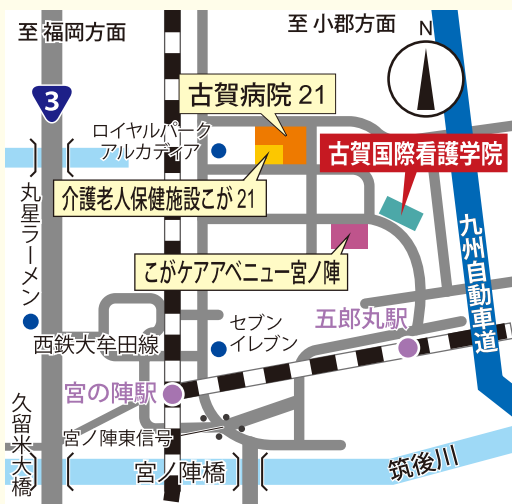 至 福岡方面
至 小郡方面
N
3
古賀病院 21
ロイヤルパーク
アルカディア
古賀国際看護学院
介護老人保健施設こが 21
丸星ラーメン
九州自動車道
こがケアアベニュー宮ノ陣
セブン
イレブン
五郎丸駅
西鉄大牟田線
宮の陣駅
久留米大橋
宮ノ陣東信号
宮ノ陣橋
筑後川